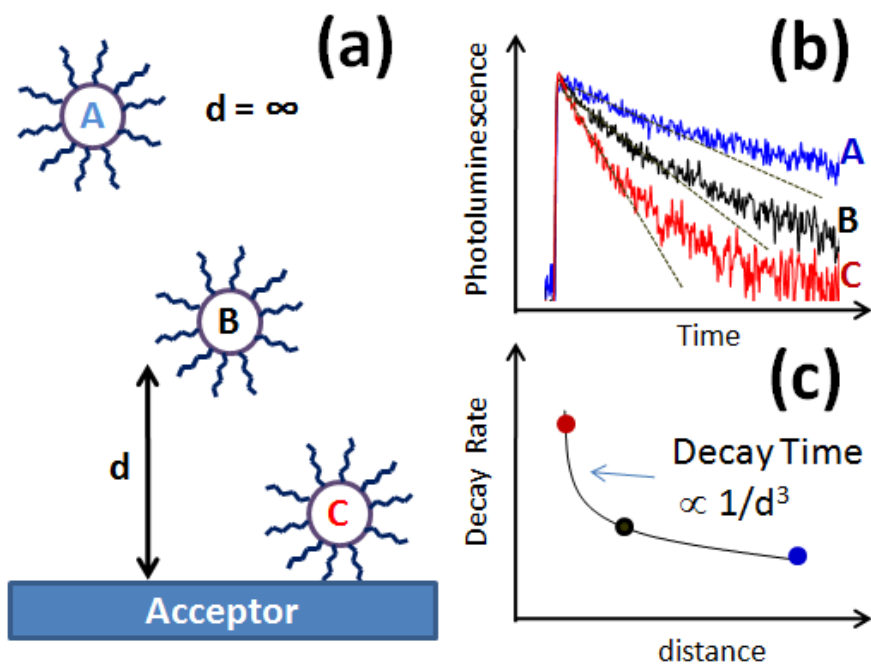 (a)
A
d = ∞
B
d
C
Acceptor
Photoluminescence
A
B
C
Time
(c)
Decay Rate
Decay Time
∝ 1/d³
distance
(b)